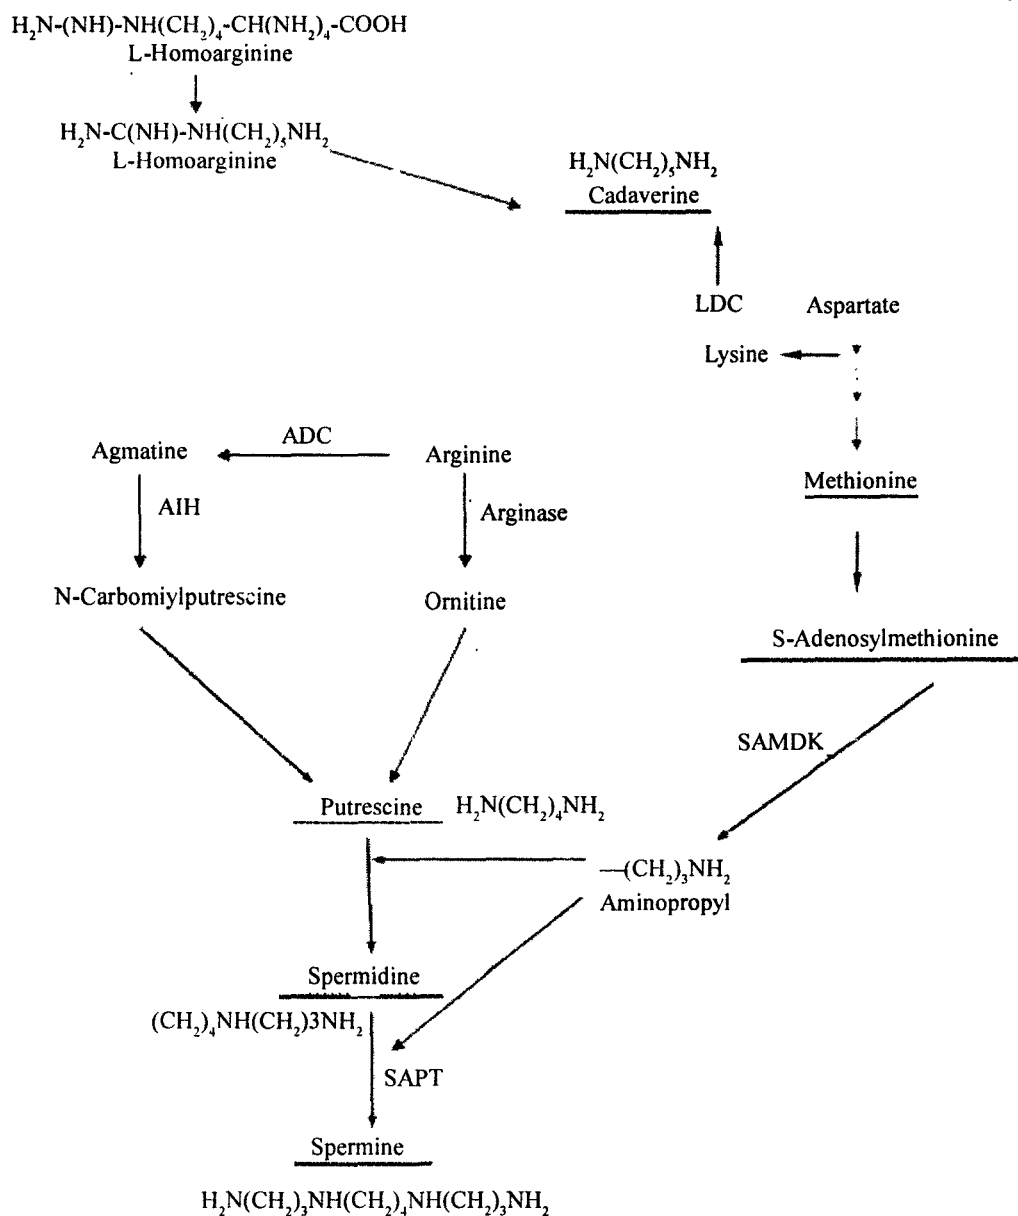 H₂N-(NH)-NH(CH₂)₄-CH(NH₂)₄-COOH
L-Homoarginine
H₂N-C(NH)-NH(CH₂)₅NH₂
L-Homoarginine
H₂N(CH₂)₅NH₂
Cadaverine
LDC Aspartate
Lysine
ADC
Agmatine Arginine
AIH Arginase
Methionine
N-Carbomiylputrescine Ornitine
S-Adenosylmethionine
SAMDK
Putrescine H₂N(CH₂)₄NH₂
—(CH₂)₃NH₂
Aminopropyl
Spermidine
(CH₂)₄NH(CH₂)3NH₂
SAPT
Spermine
H₂N(CH₂)₃NH(CH₂)₄NH(CH₂)₃NH₂